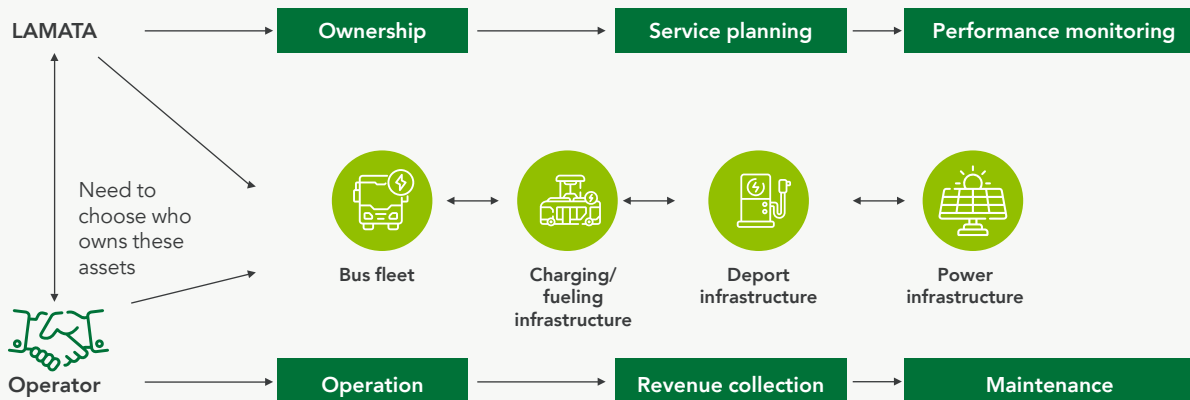 LAMATA
Ownership
Service planning
Performance monitoring
Need to
choose who
owns these
assets
Bus fleet
Charging/
fueling
infrastructure
Deport
infrastructure
Power
infrastructure
Operator
Operation
Revenue collection
Maintenance